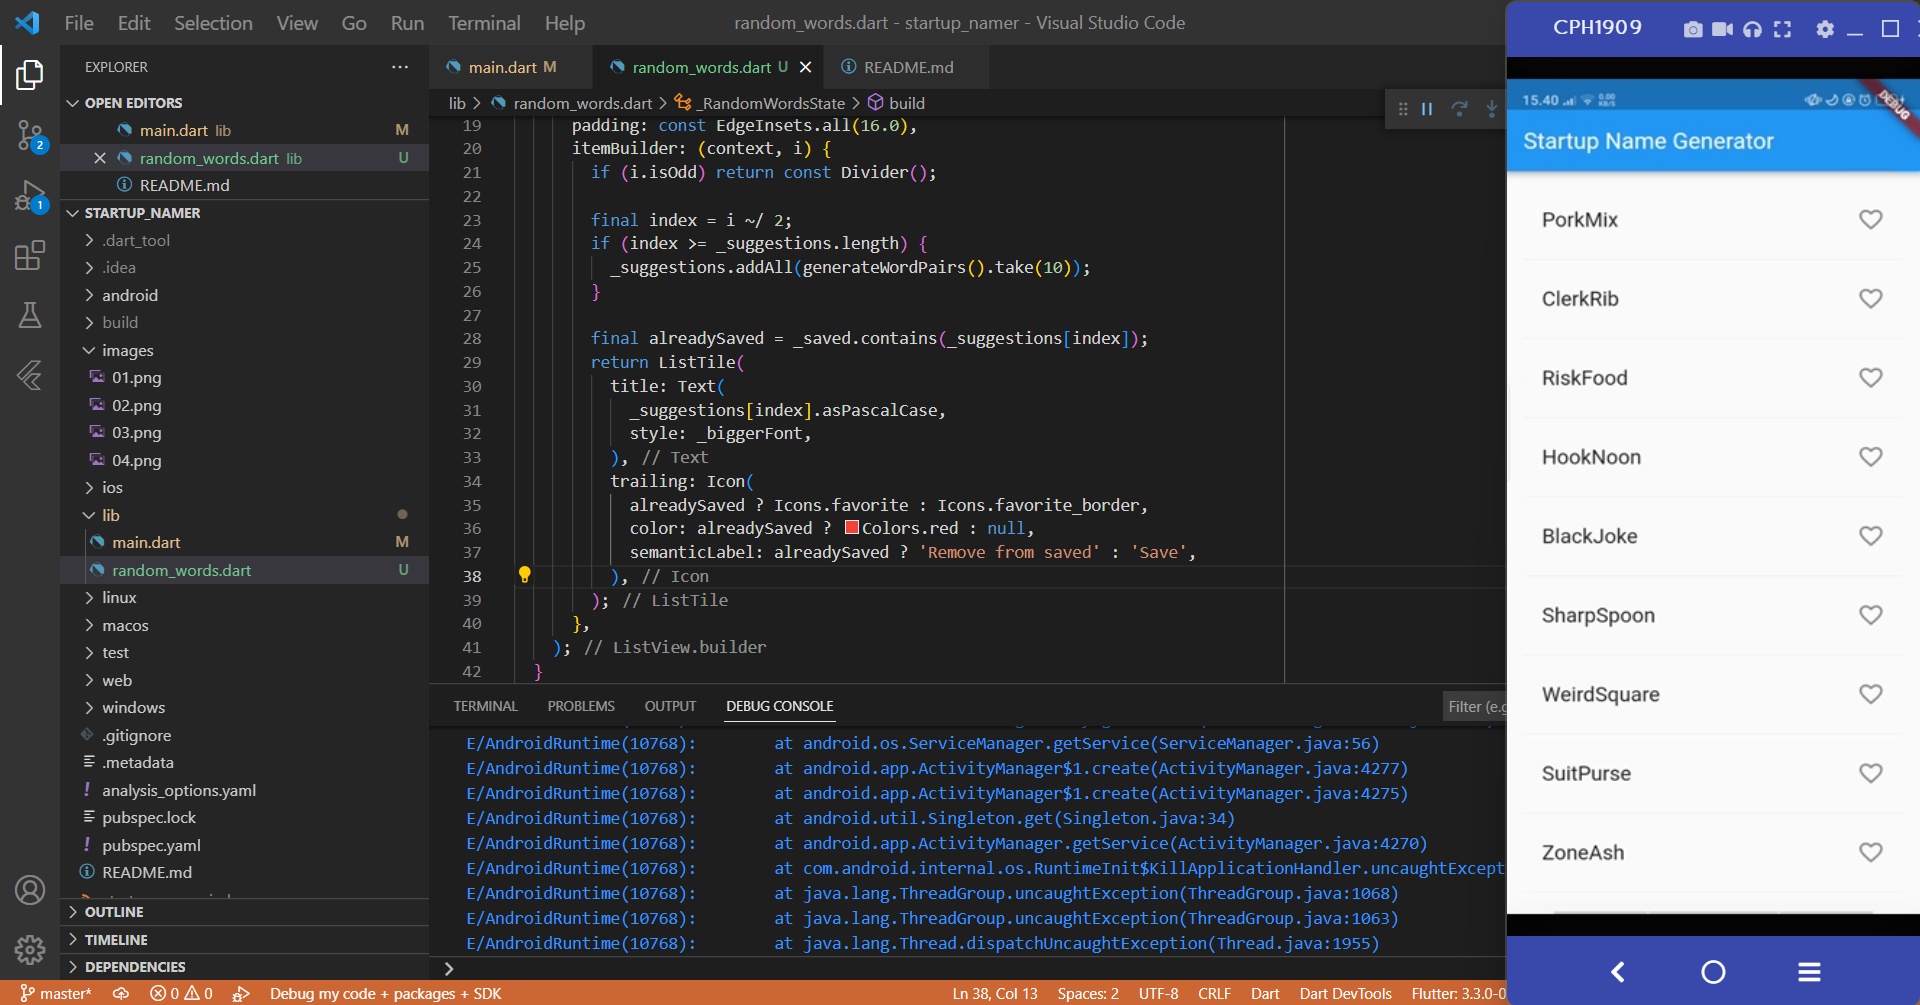 File Edit Selection View Go Run Terminal Help
random_words.dart - startup_namer - Visual Studio Code
EXPLORER
OPEN EDITORS
main.dart lib M
random_words.dart lib U
README.md
STARTUP_NAMER
.dart_tool
.idea
android
build
images
01.png
02.png
03.png
04.png
ios
lib
main.dart M
random_words.dart U
linux
macos
test
web
windows
.gitignore
.metadata
analysis_options.yaml
pubspec.lock
pubspec.yaml
README.md
OUTLINE
TIMELINE
DEPENDENCIES
2
1
main.dart M
random_words.dart U
README.md
lib > random_words.dart > _RandomWordsState > build
19 padding: const EdgeInsets.all(16.0),
20 itemBuilder: (context, i) {
21 if (i.isOdd) return const Divider();
22
23 final index = i ~/ 2;
24 if (index >= _suggestions.length) {
25 _suggestions.addAll(generateWordPairs().take(10));
26 }
27
28 final alreadySaved = _saved.contains(_suggestions[index]);
29 return ListTile(
30 title: Text(
31 _suggestions[index].asPascalCase,
32 style: _biggerFont,
33 ), // Text
34 trailing: Icon(
35 alreadySaved ? Icons.favorite : Icons.favorite_border,
36 color: alreadySaved ? Colors.red : null,
37 semanticLabel: alreadySaved ? 'Remove from saved' : 'Save',
38 ), // Icon
39 ); // ListTile
40 },
41 ); // ListView.builder
42 }
TERMINAL PROBLEMS OUTPUT DEBUG CONSOLE
Filter (e.g
E/AndroidRuntime(10768): at android.os.ServiceManager.getService(ServiceManager.java:56)
E/AndroidRuntime(10768): at android.app.ActivityManager$1.create(ActivityManager.java:4277)
E/AndroidRuntime(10768): at android.app.ActivityManager$1.create(ActivityManager.java:4275)
E/AndroidRuntime(10768): at android.util.Singleton.get(Singleton.java:34)
E/AndroidRuntime(10768): at android.app.ActivityManager.getService(ActivityManager.java:4270)
E/AndroidRuntime(10768): at com.android.internal.os.RuntimeInit$KillApplicationHandler.uncaughtExcept
E/AndroidRuntime(10768): at java.lang.ThreadGroup.uncaughtException(ThreadGroup.java:1068)
E/AndroidRuntime(10768): at java.lang.ThreadGroup.uncaughtException(ThreadGroup.java:1063)
E/AndroidRuntime(10768): at java.lang.Thread.dispatchUncaughtException(Thread.java:1955)
master* 0 0 Debug my code + packages + SDK
Ln 38, Col 13 Spaces: 2 UTF-8 CRLF Dart Dart DevTools Flutter: 3.3.0-0
CPH1909
15.40 0.00 KB/S
DEBUG
Startup Name Generator
PorkMix
ClerkRib
RiskFood
HookNoon
BlackJoke
SharpSpoon
WeirdSquare
SuitPurse
ZoneAsh